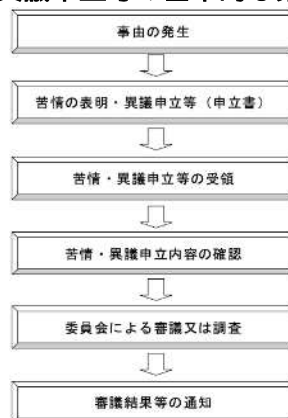 事由の発生
苦情の表明・異議申立等（申立書）
苦情・異議申立等の受領
苦情・異議申立内容の確認
委員会による審議又は調査
審議結果等の通知